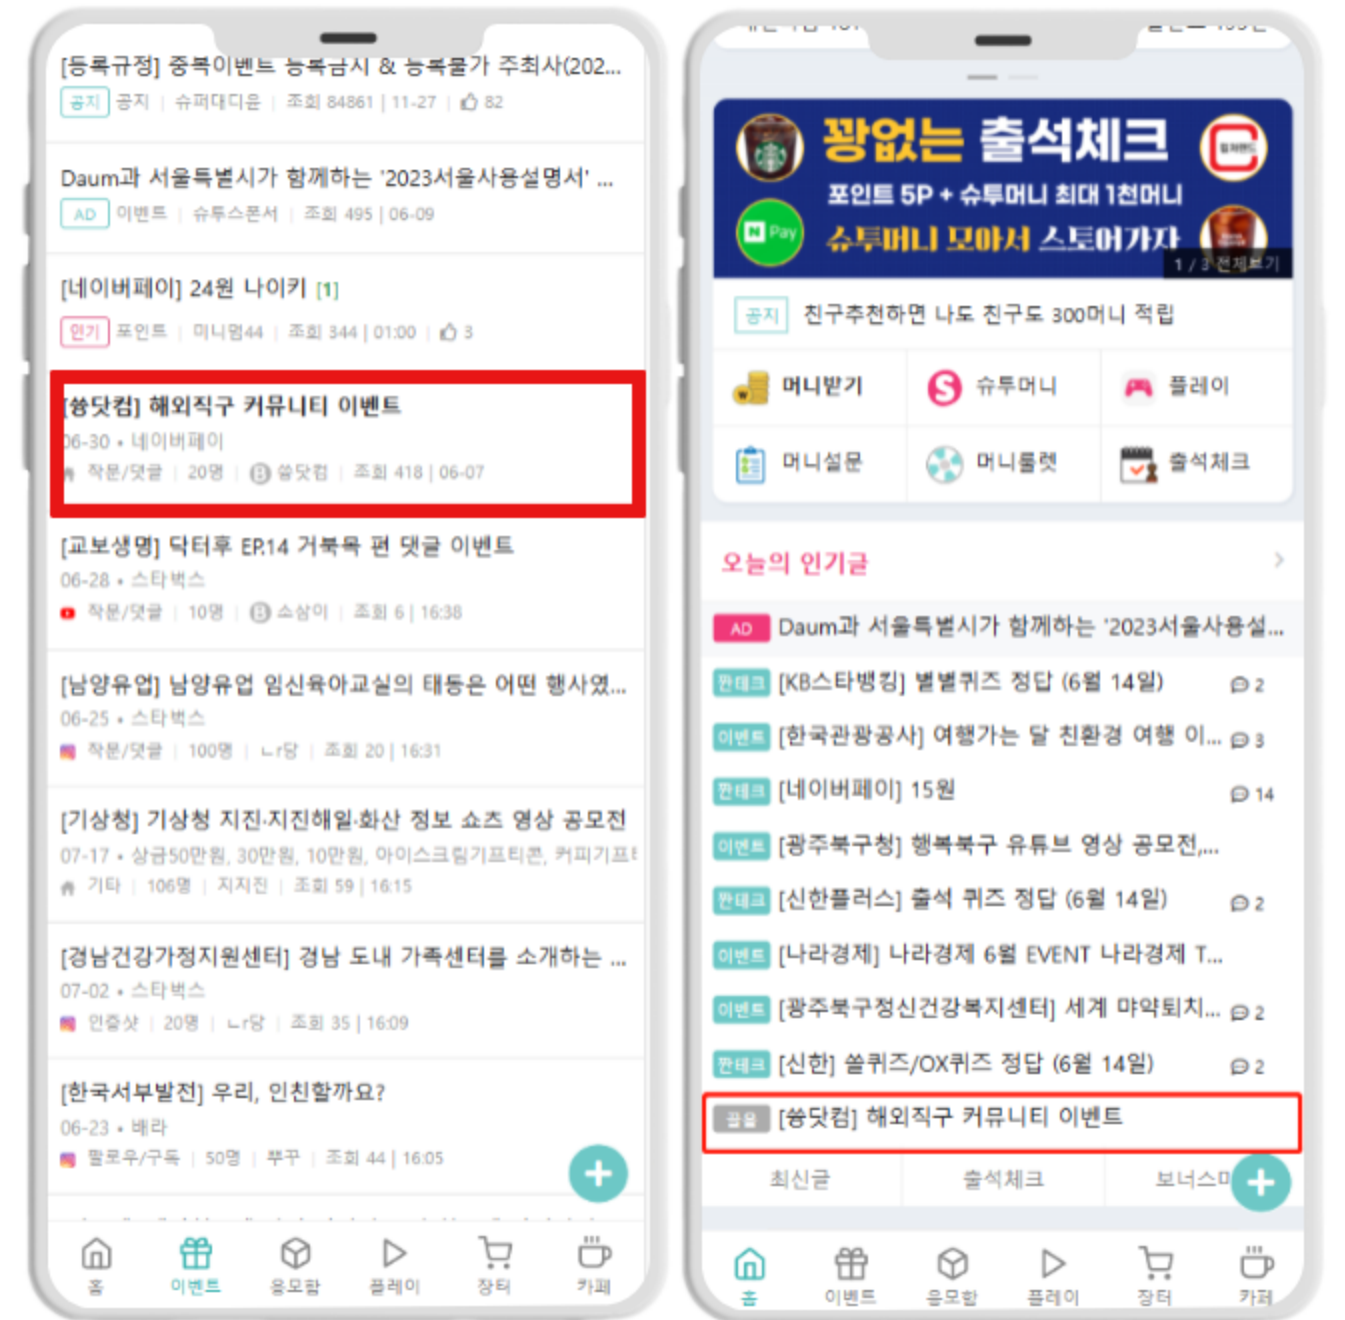 [등록규정] 중복이벤트 등록금지 & 등록불가 주최사(202...
공지 공지 | 슈퍼대디윤 | 조회 84861 | 11-27 | 82
Daum과 서울특별시가 함께하는 '2023서울사용설명서' ...
AD 이벤트 | 슈투스폰서 | 조회 495 | 06-09
[네이버페이] 24원 나이키 [1]
인기 포인트 | 미니멈44 | 조회 344 | 01:00 | 3
[쓩닷컴] 해외직구 커뮤니티 이벤트
06-30 • 네이버페이
작문/댓글 | 20명 | B 쓩닷컴 | 조회 418 | 06-07
[교보생명] 닥터후 EP.14 거북목 편 댓글 이벤트
06-28 • 스타벅스
작문/댓글 | 10명 | B 소삼이 | 조회 6 | 16:38
[남양유업] 남양유업 임신육아교실의 태동은 어떤 행사였...
06-25 • 스타벅스
작문/댓글 | 100명 | ㄴr당 | 조회 20 | 16:31
[기상청] 기상청 지진·지진해일·화산 정보 쇼츠 영상 공모전
07-17 • 상금50만원, 30만원, 10만원, 아이스크림기프티콘, 커피기프
기타 | 106명 | 지지진 | 조회 59 | 16:15
[경남건강가정지원센터] 경남 도내 가족센터를 소개하는 ...
07-02 • 스타벅스
인증샷 | 20명 | ㄴr당 | 조회 35 | 16:09
[한국서부발전] 우리, 인친할까요?
06-23 • 배라
팔로우/구독 | 50명 | 뿌꾸 | 조회 44 | 16:05
홈 이벤트 응모함 플레이 장터 카페
꽝없는 출석체크
포인트 5P + 슈투머니 최대 1천머니
N Pay
슈투머니 모아서 스토어가자
1 / 3 전체보기
공지 친구추천하면 나도 친구도 300머니 적립
머니받기 슈투머니 플레이
머니설문 머니룰렛 출석체크
오늘의 인기글
AD Daum과 서울특별시가 함께하는 '2023서울사용설...
짠테크 [KB스타뱅킹] 별별퀴즈 정답 (6월 14일) 2
이벤트 [한국관광공사] 여행가는 달 친환경 여행 이... 3
짠테크 [네이버페이] 15원 14
이벤트 [광주북구청] 행복북구 유튜브 영상 공모전,...
짠테크 [신한플러스] 출석 퀴즈 정답 (6월 14일) 2
이벤트 [나라경제] 나라경제 6월 EVENT 나라경제 T...
이벤트 [광주북구정신건강복지센터] 세계 먀약퇴치... 2
짠테크 [신한] 쏠퀴즈/OX퀴즈 정답 (6월 14일) 2
[쓩닷컴] 해외직구 커뮤니티 이벤트
최신글 출석체크 보너스머
홈 이벤트 응모함 플레이 장터 카페